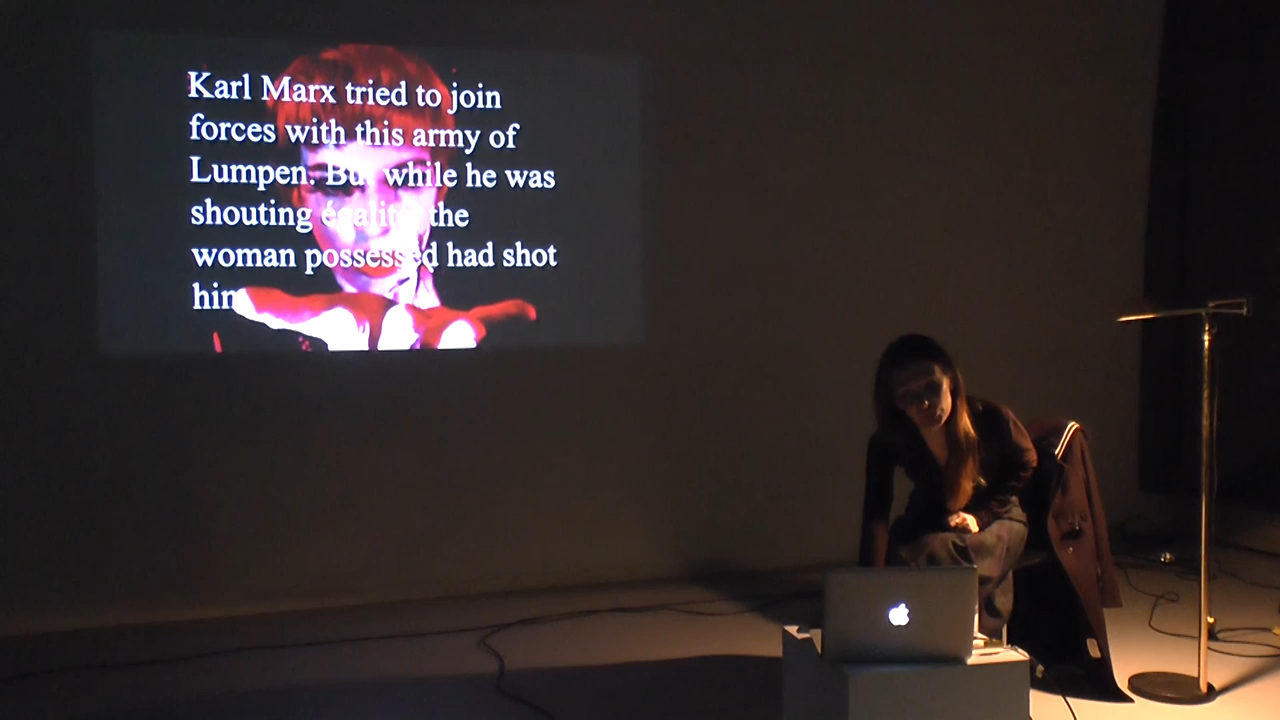 Karl Marx tried to join
forces with this army of
Lumpen. But while he was
shouting égalité, the
woman possessed had shot
him